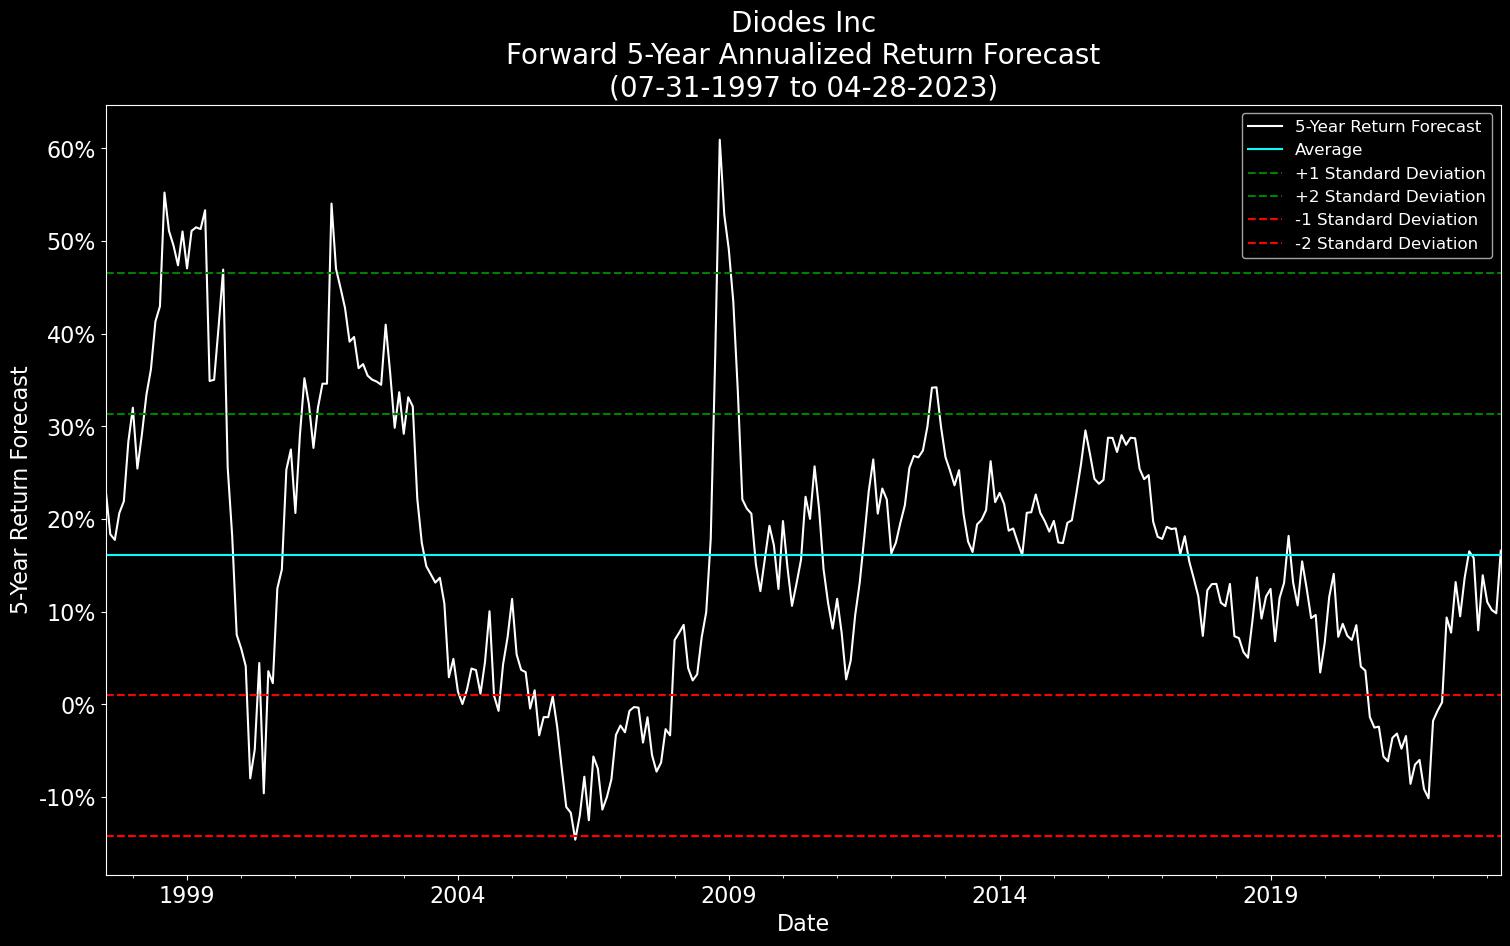 Diodes Inc
Forward 5-Year Annualized Return Forecast
(07-31-1997 to 04-28-2023)
5-Year Return Forecast
Average
+1 Standard Deviation
+2 Standard Deviation
-1 Standard Deviation
-2 Standard Deviation
60%
50%
40%
30%
20%
10%
0%
-10%
5-Year Return Forecast
1999 2004 2009 2014 2019
Date